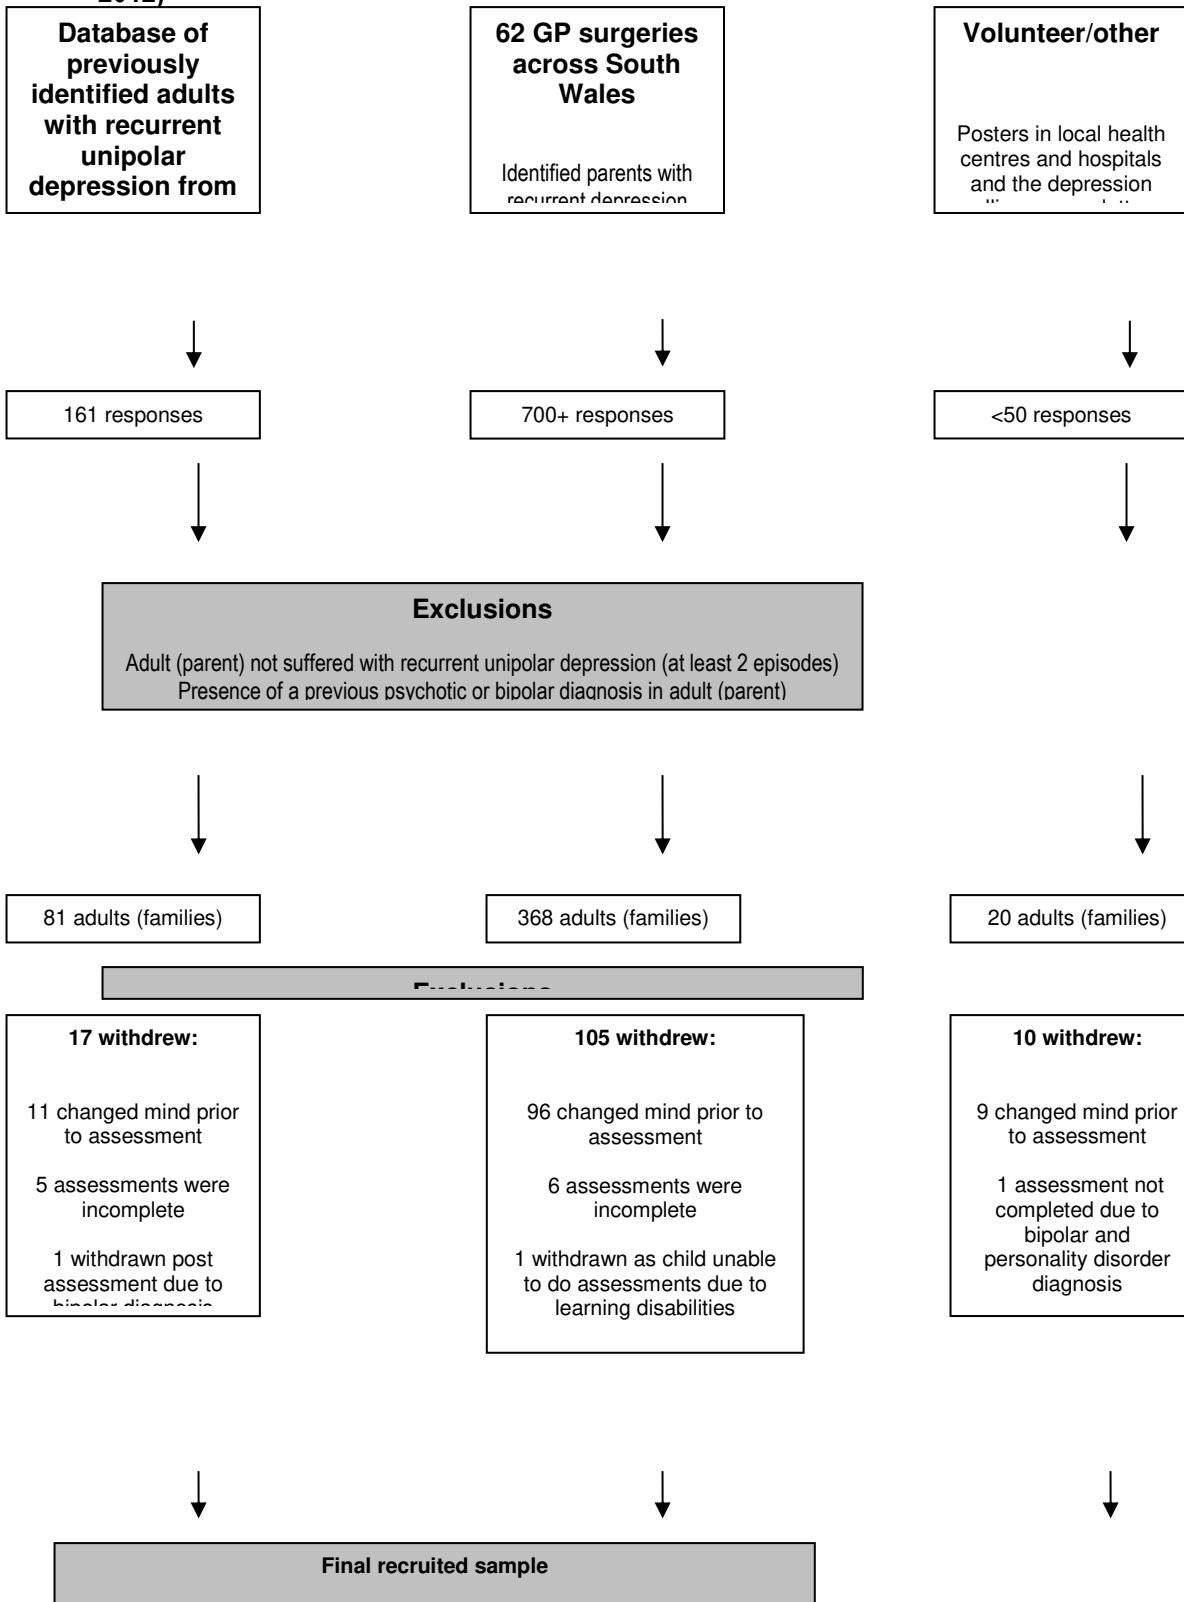 2012)
Database of
previously
identified adults
with recurrent
unipolar
depression from
62 GP surgeries
across South
Wales
Identified parents with
recurrent depression
Volunteer/other
Posters in local health
centres and hospitals
and the depression
161 responses
700+ responses
<50 responses
Exclusions
Adult (parent) not suffered with recurrent unipolar depression (at least 2 episodes)
Presence of a previous psychotic or bipolar diagnosis in adult (parent)
81 adults (families)
368 adults (families)
20 adults (families)
Exclusions
17 withdrew:
11 changed mind prior
to assessment
5 assessments were
incomplete
1 withdrawn post
assessment due to
bipolar diagnosis
105 withdrew:
96 changed mind prior to
assessment
6 assessments were
incomplete
1 withdrawn as child unable
to do assessments due to
learning disabilities
10 withdrew:
9 changed mind prior
to assessment
1 assessment not
completed due to
bipolar and
personality disorder
diagnosis
Final recruited sample